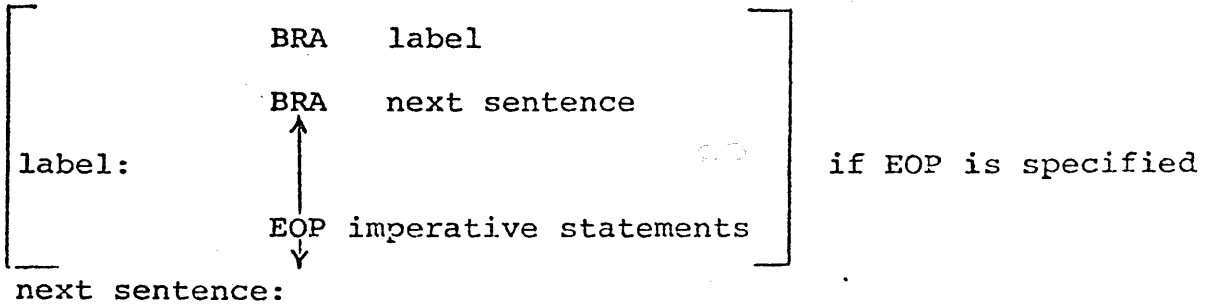 BRA label
BRA next sentence
label: if EOP is specified
EOP imperative statements
next sentence: